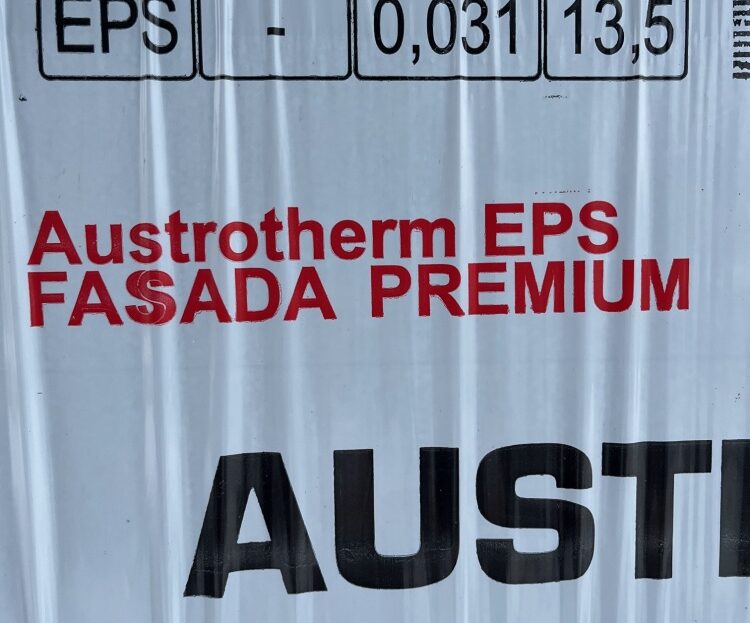 EPS - 0,031 13,5
Austrotherm EPS
FASADA PREMIUM
AUST